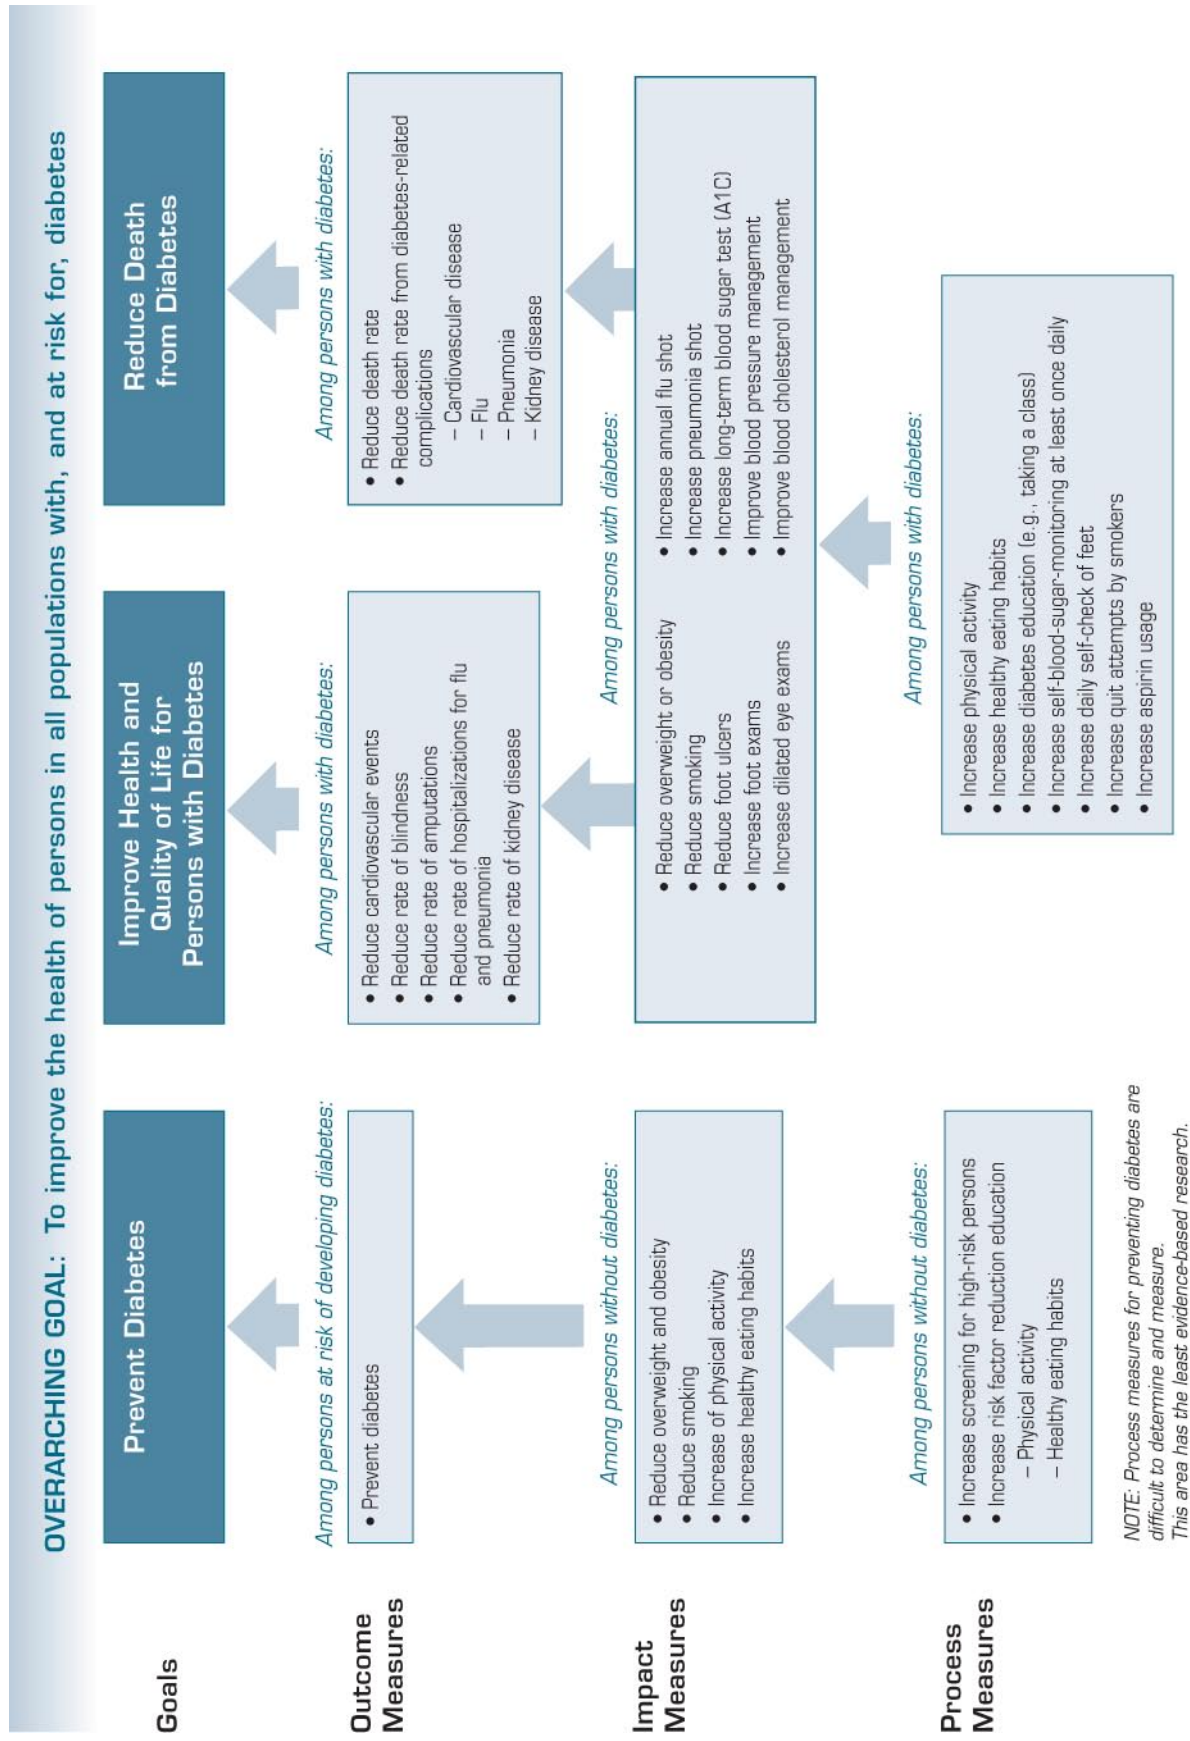 OVERARCHING GOAL: To improve the health of persons in all populations with, and at risk for, diabetes
Goals
Prevent Diabetes
Improve Health and
Quality of Life for
Persons with Diabetes
Reduce Death
from Diabetes
Outcome
Measures
Among persons at risk of developing diabetes:
• Prevent diabetes
Among persons with diabetes:
• Reduce cardiovascular events
• Reduce rate of blindness
• Reduce rate of amputations
• Reduce rate of hospitalizations for flu
and pneumonia
• Reduce rate of kidney disease
Among persons with diabetes:
• Reduce death rate
• Reduce death rate from diabetes-related
complications
– Cardiovascular disease
– Flu
– Pneumonia
– Kidney disease
Impact
Measures
Among persons without diabetes:
• Reduce overweight and obesity
• Reduce smoking
• Increase of physical activity
• Increase healthy eating habits
Among persons with diabetes:
• Reduce overweight or obesity
• Reduce smoking
• Reduce foot ulcers
• Increase foot exams
• Increase dilated eye exams
• Increase annual flu shot
• Increase pneumonia shot
• Increase long-term blood sugar test (A1C)
• Improve blood pressure management
• Improve blood cholesterol management
Process
Measures
Among persons without diabetes:
• Increase screening for high-risk persons
• Increase risk factor reduction education
– Physical activity
– Healthy eating habits
Among persons with diabetes:
• Increase physical activity
• Increase healthy eating habits
• Increase diabetes education (e.g., taking a class)
• Increase self-blood-sugar-monitoring at least once daily
• Increase daily self-check of feet
• Increase quit attempts by smokers
• Increase aspirin usage
NOTE: Process measures for preventing diabetes are
difficult to determine and measure.
This area has the least evidence-based research.